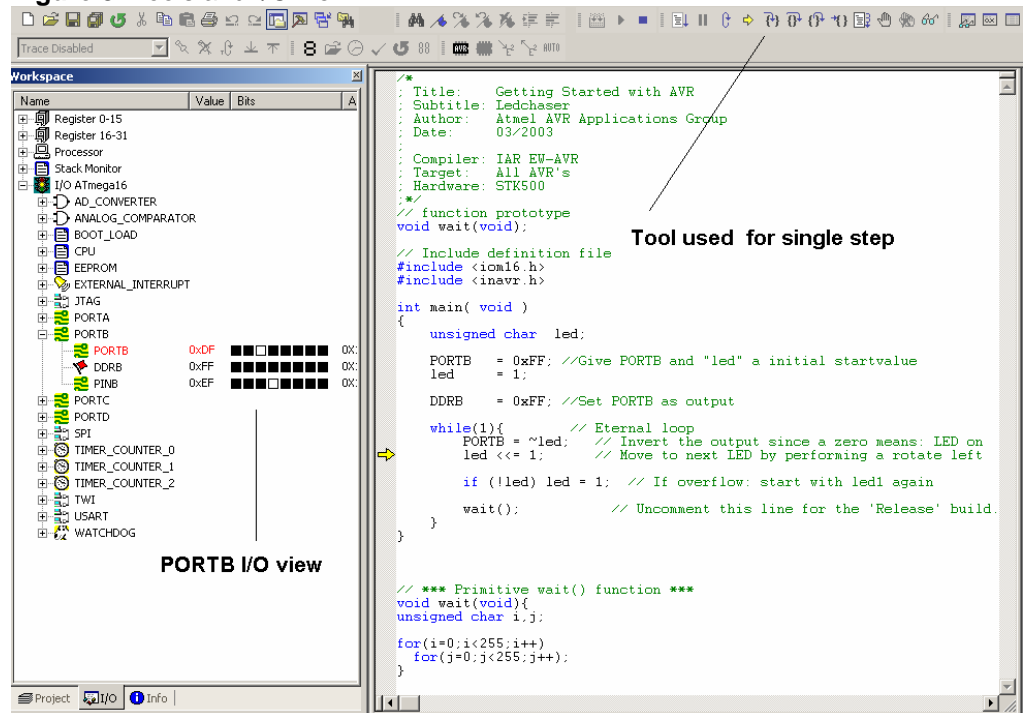 Trace Disabled
88
AVR
AUTO
Workspace
Name Value Bits A
Register 0-15
Register 16-31
Processor
Stack Monitor
I/O ATmega16
AD_CONVERTER
ANALOG_COMPARATOR
BOOT_LOAD
CPU
EEPROM
EXTERNAL_INTERRUPT
JTAG
PORTA
PORTB
PORTB 0xDF 0X
DDRB 0xFF 0X
PINB 0xEF 0X
PORTC
PORTD
SPI
TIMER_COUNTER_0
TIMER_COUNTER_1
TIMER_COUNTER_2
TWI
USART
WATCHDOG
PORTB I/O view
Project I/O Info
/*
; Title: Getting Started with AVR
; Subtitle: Ledchaser
; Author: Atmel AVR Applications Group
; Date: 03/2003
;
; Compiler: IAR EW-AVR
; Target: All AVR's
; Hardware: STK500
;*/
// function prototype
void wait(void);
Tool used for single step
// Include definition file
#include <iom16.h>
#include <inavr.h>
int main( void )
{
unsigned char led;
PORTB = 0xFF; //Give PORTB and "led" a initial startvalue
led = 1;
DDRB = 0xFF; //Set PORTB as output
while(1){ // Eternal loop
PORTB = ~led; // Invert the output since a zero means: LED on
led <<= 1; // Move to next LED by performing a rotate left
if (!led) led = 1; // If overflow: start with led1 again
wait(); // Uncomment this line for the 'Release' build.
}
}
// *** Primitive wait() function ***
void wait(void){
unsigned char i,j;
for(i=0;i<255;i++)
for(j=0;j<255;j++);
}